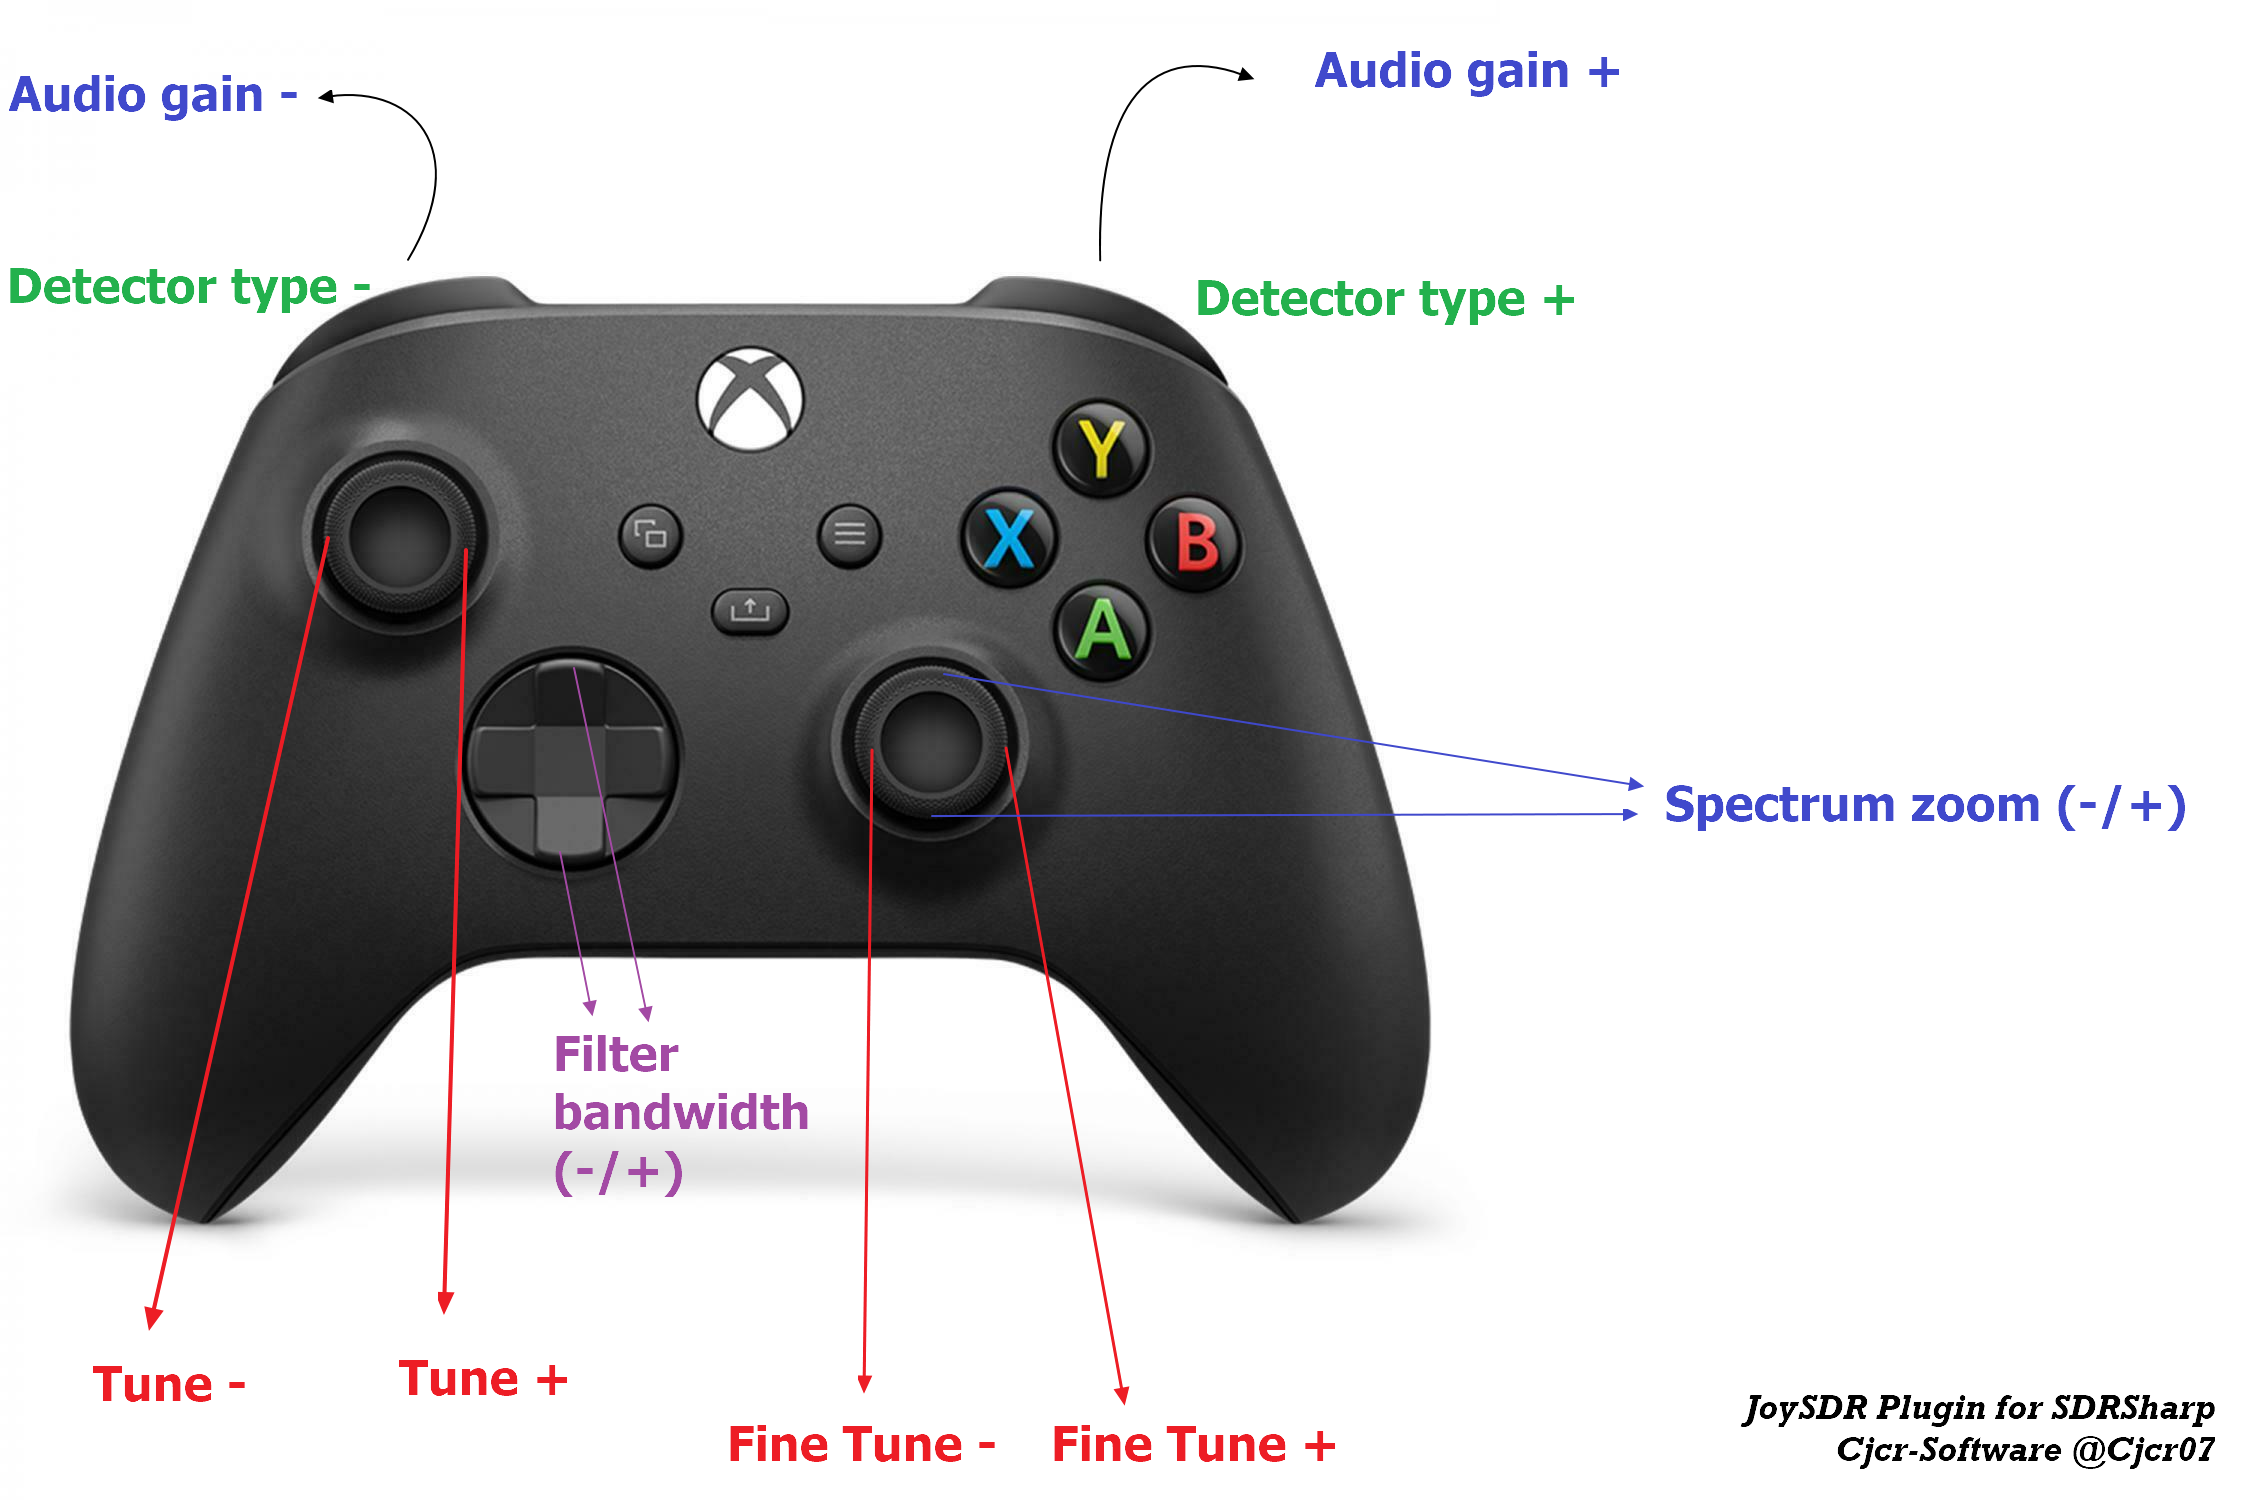 Audio gain -
Audio gain +
Detector type -
Detector type +
Y
X
B
A
Spectrum zoom (-/+)
Filter
bandwidth
(-/+)
Tune -
Tune +
Fine Tune -
Fine Tune +
JoySDR Plugin for SDRSharp
Cjcr-Software @Cjcr07